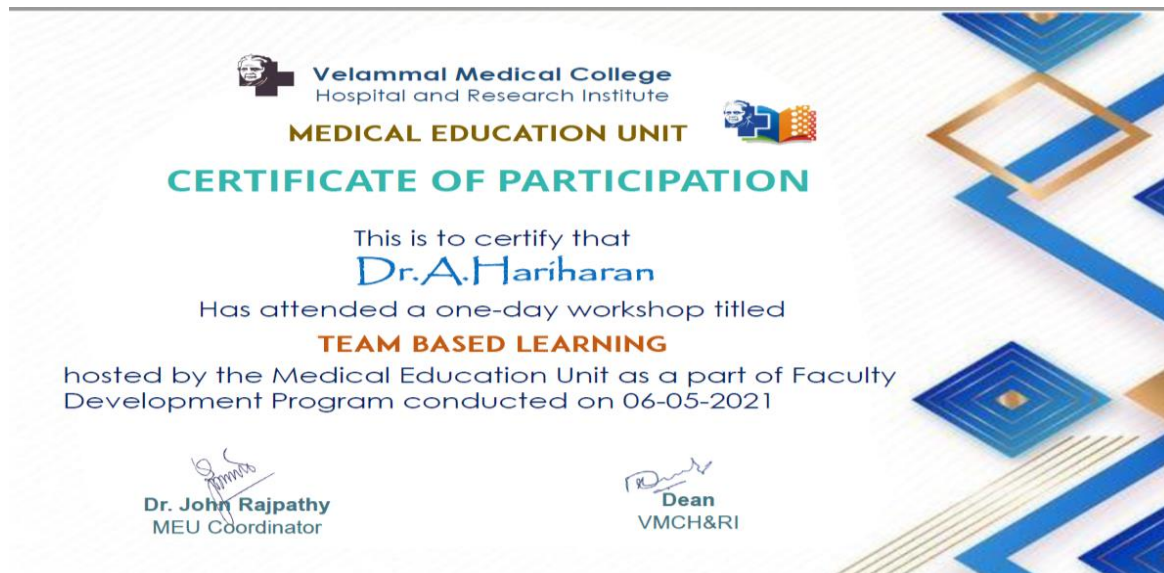 Velammal Medical College
Hospital and Research Institute
MEDICAL EDUCATION UNIT
CERTIFICATE OF PARTICIPATION
This is to certify that
Dr.A.Hariharan
Has attended a one-day workshop titled
TEAM BASED LEARNING
hosted by the Medical Education Unit as a part of Faculty
Development Program conducted on 06-05-2021
Dr. John Rajpathy
MEU Coordinator
Dean
VMCH&RI